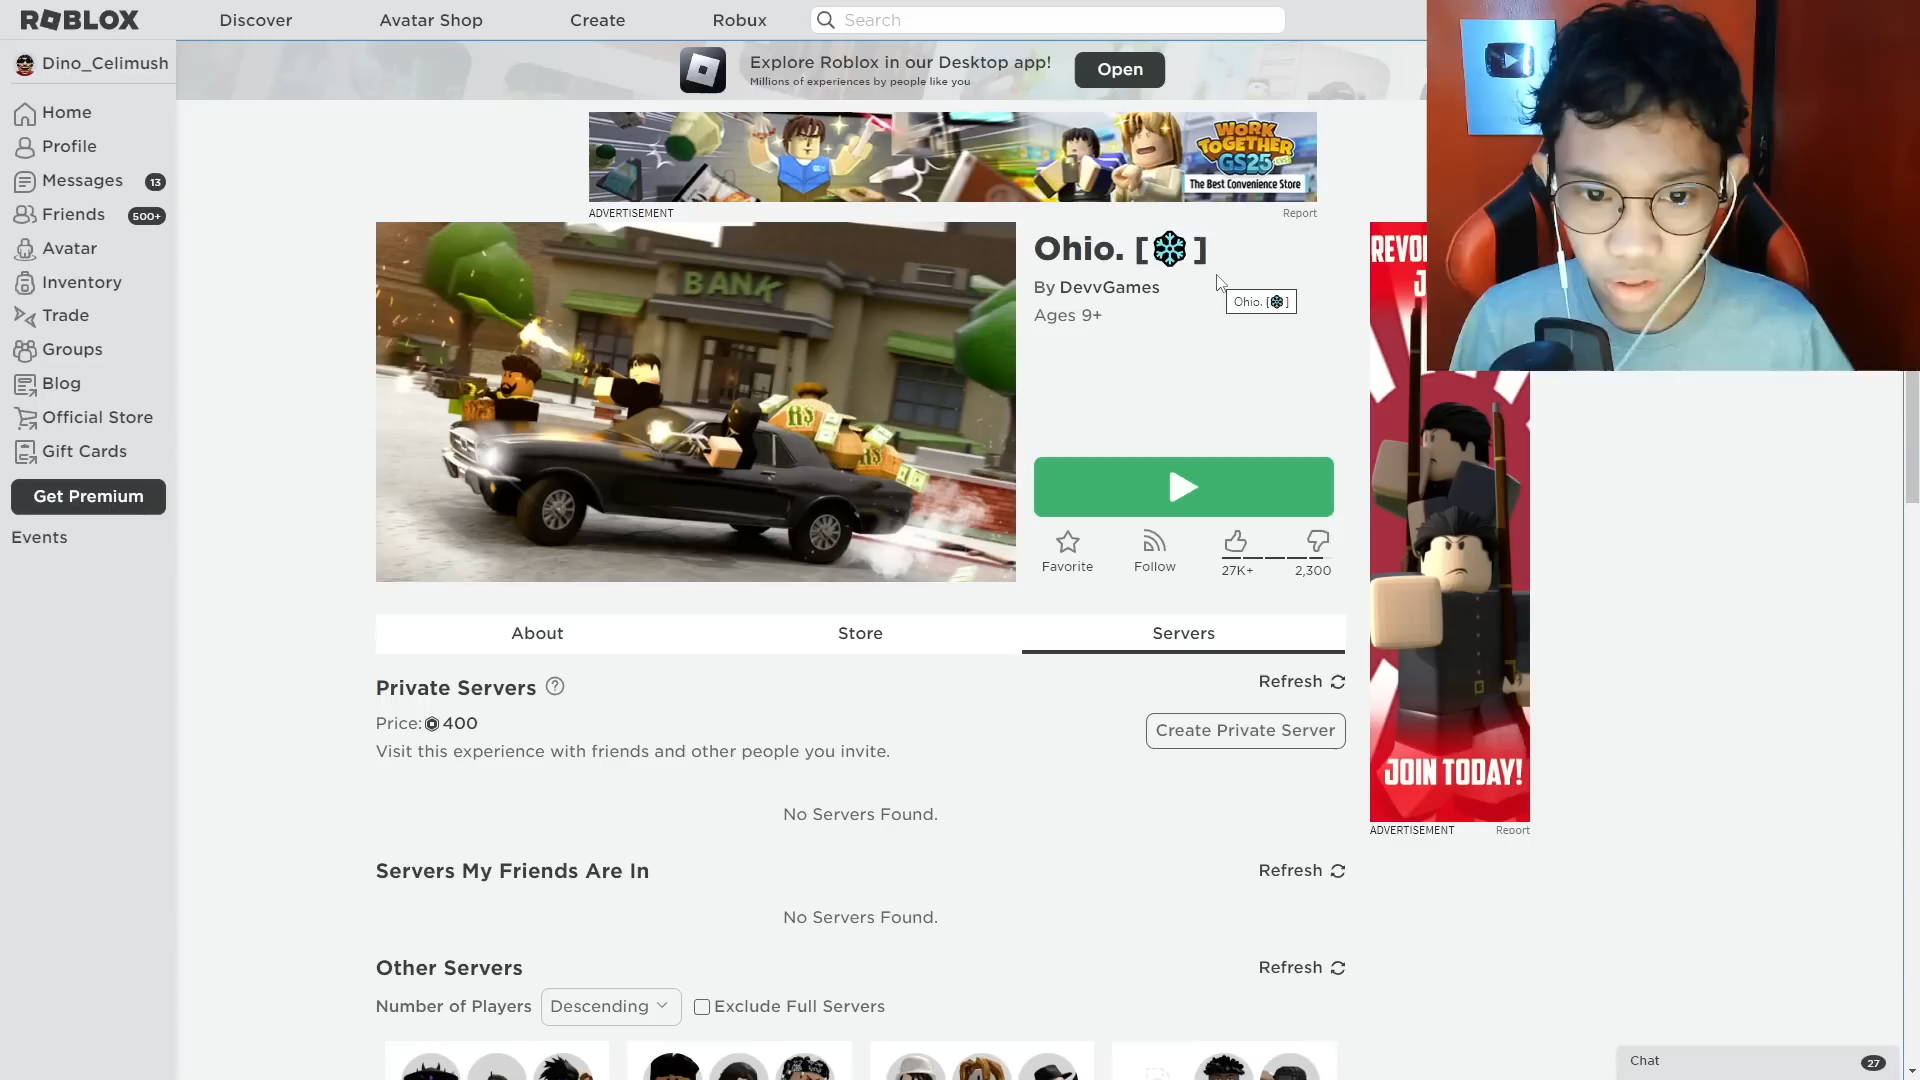 ROBLOX
Discover
Avatar Shop
Create
Robux
Search
Dino_Celimush
Home
Profile
Messages 13
Friends 500+
Avatar
Inventory
Trade
Groups
Blog
Official Store
Gift Cards
Get Premium
Events
Explore Roblox in our Desktop app!
Millions of experiences by people like you
Open
WORK
TOGETHER
GS25
The Best Convenience Store
ADVERTISEMENT
Report
BANK
R$
R$
Ohio. [❄]
By DevvGames
Ages 9+
Ohio. [❄]
Favorite
Follow
27K+
2,300
About
Store
Servers
Private Servers
Refresh
Price: 400
Create Private Server
Visit this experience with friends and other people you invite.
No Servers Found.
Servers My Friends Are In
Refresh
No Servers Found.
Other Servers
Refresh
Number of Players
Descending
Exclude Full Servers
JOIN TODAY!
ADVERTISEMENT
Report
Chat
27